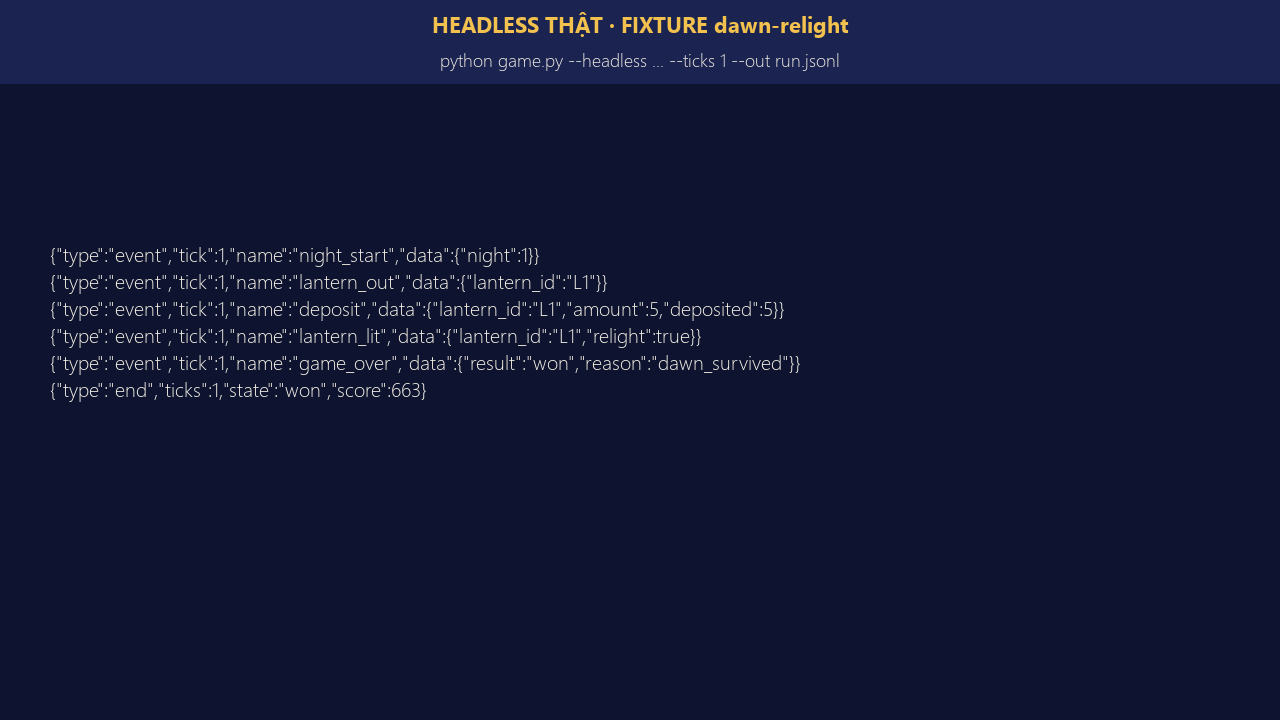 HEADLESS THẬT · FIXTURE dawn-relight
python game.py --headless ... --ticks 1 --out run.jsonl
{"type":"event","tick":1,"name":"night_start","data":{"night":1}}
{"type":"event","tick":1,"name":"lantern_out","data":{"lantern_id":"L1"}}
{"type":"event","tick":1,"name":"deposit","data":{"lantern_id":"L1","amount":5,"deposited":5}}
{"type":"event","tick":1,"name":"lantern_lit","data":{"lantern_id":"L1","relight":true}}
{"type":"event","tick":1,"name":"game_over","data":{"result":"won","reason":"dawn_survived"}}
{"type":"end","ticks":1,"state":"won","score":663}